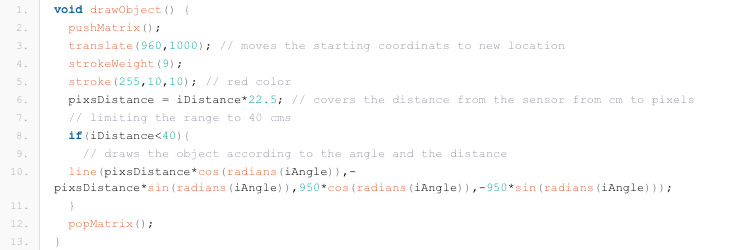 1. void drawObject() {
2. pushMatrix();
3. translate(960,1000); // moves the starting coordinats to new location
4. strokeWeight(9);
5. stroke(255,10,10); // red color
6. pixsDistance = iDistance*22.5; // covers the distance from the sensor from cm to pixels
7. // limiting the range to 40 cms
8. if(iDistance<40){
9. // draws the object according to the angle and the distance
10. line(pixsDistance*cos(radians(iAngle)),-
pixsDistance*sin(radians(iAngle)),950*cos(radians(iAngle)),-950*sin(radians(iAngle)));
11. }
12. popMatrix();
13. }